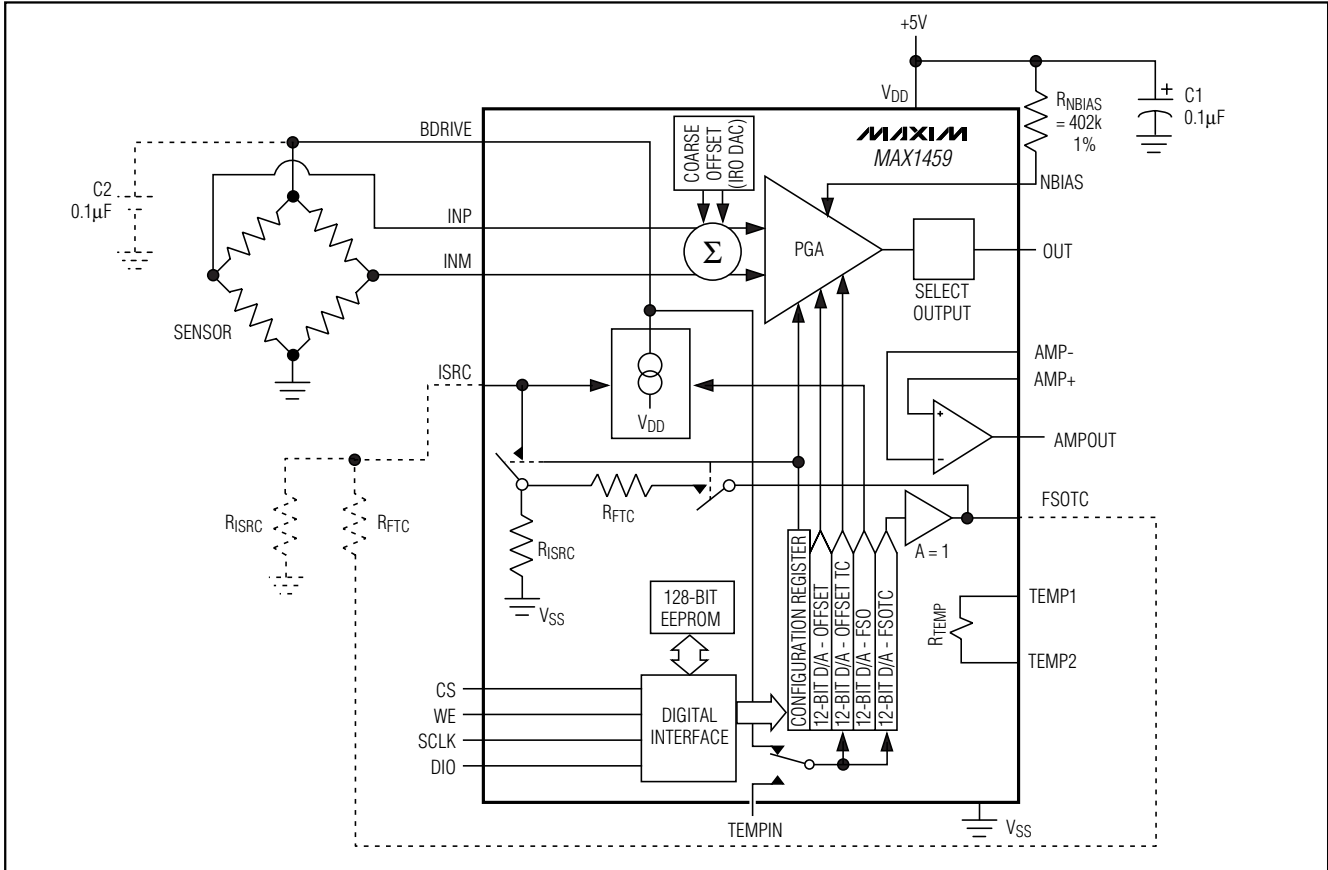 +5V
VDD
RNBIAS
= 402k
1%
C1
0.1µF
+
BDRIVE
COARSE
OFFSET
(IRO DAC)
MAXIM
MAX1459
NBIAS
C2
0.1µF
INP
INM
Σ
PGA
SELECT
OUTPUT
OUT
SENSOR
ISRC
VDD
AMP-
AMP+
+
-
AMPOUT
RISRC
RFTC
RFTC
RISRC
VSS
A = 1
FSOTC
128-BIT
EEPROM
CONFIGURATION REGISTER
12-BIT D/A - OFFSET
12-BIT D/A - OFFSET TC
12-BIT D/A - FSO
12-BIT D/A - FSOTC
TEMP1
RTEMP
TEMP2
CS
WE
SCLK
DIO
DIGITAL
INTERFACE
TEMPIN
VSS